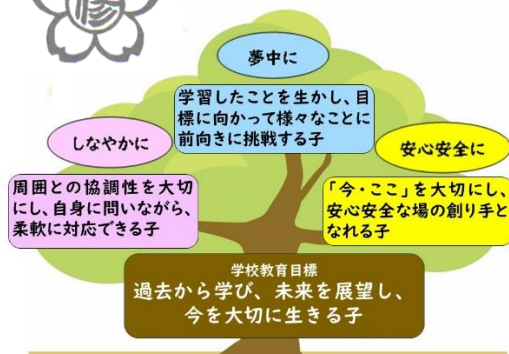 夢中に
学習したことを生かし、目
標に向かって様々なことに
前向きに挑戦する子
しなやかに
周囲との協調性を大切
にし、自身に問いながら、
柔軟に対応できる子
安心安全に
「今・ここ」を大切にし、
安心安全な場の創り手と
なれる子
学校教育目標
過去から学び、未来を展望し、
今を大切に生きる子